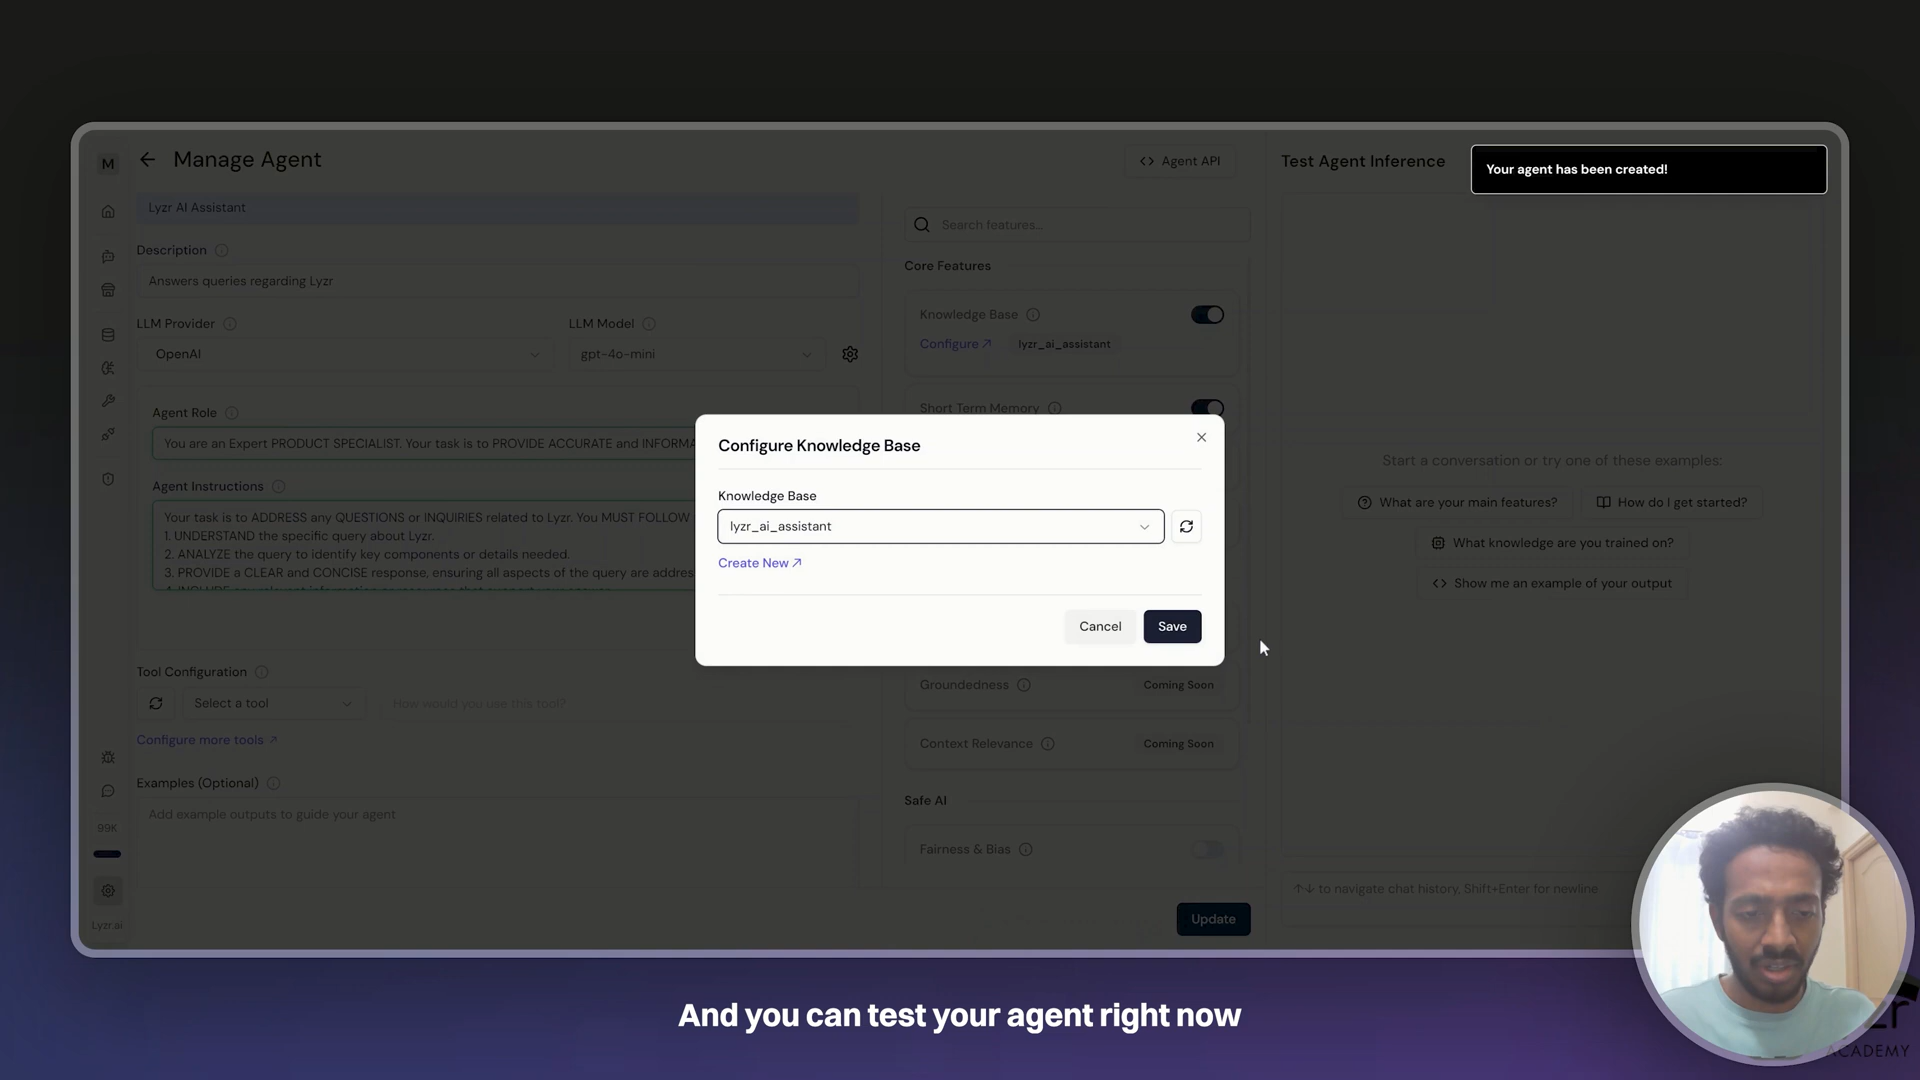 M
Manage Agent
Agent API
Test Agent Inference
Your agent has been created!
Lyzr AI Assistant
Search features...
Description
Answers queries regarding Lyzr
Core Features
LLM Provider
LLM Model
Knowledge Base
OpenAI
gpt-4o-mini
Configure
lyzr_ai_assistant
Agent Role
Short Term Memory
You are an Expert PRODUCT SPECIALIST. Your task is to PROVIDE ACCURATE and INFORMA
Configure Knowledge Base
Start a conversation or try one of these examples:
Agent Instructions
Knowledge Base
What are your main features?
How do I get started?
Your task is to ADDRESS any QUESTIONS or INQUIRIES related to Lyzr. You MUST FOLLOW
lyzr_ai_assistant
1. UNDERSTAND the specific query about Lyzr.
What knowledge are you trained on?
2. ANALYZE the query to identify key components or details needed.
Create New
3. PROVIDE a CLEAR and CONCISE response, ensuring all aspects of the query are addres
Show me an example of your output
Cancel
Save
Tool Configuration
Groundedness
Coming Soon
Select a tool
How would you use this tool?
Configure more tools
Context Relevance
Coming Soon
Examples (Optional)
Safe AI
Add example outputs to guide your agent
99K
Fairness & Bias
to navigate chat history, Shift+Enter for newline
Update
Lyzr.ai
And you can test your agent right now
ACADEMY